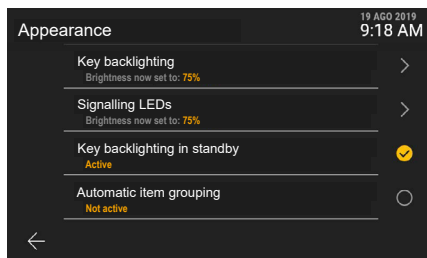 Appearance
19 AGO 2019
9:18 AM
Key backlighting
Brightness now set to: 75%
Signalling LEDs
Brightness now set to: 75%
Key backlighting in standby
Active
Automatic item grouping
Not active